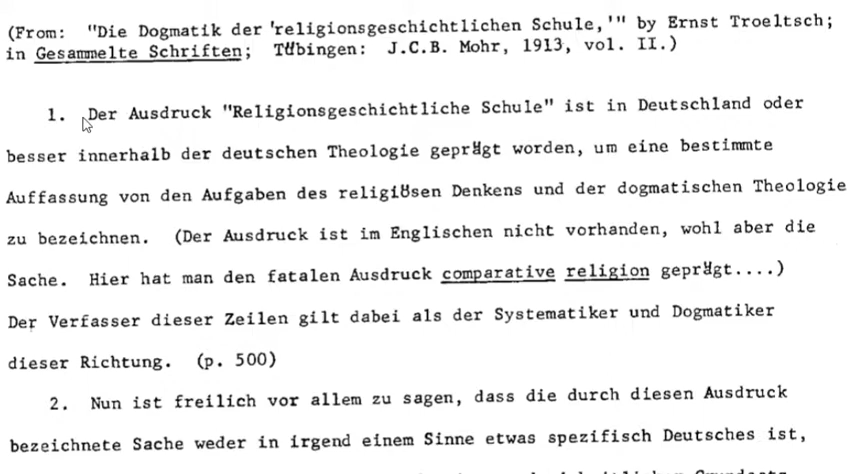 (From: "Die Dogmatik der 'religionsgeschichtlichen Schule,'" by Ernst Troeltsch;
in Gesammelte Schriften; Tübingen: J.C.B. Mohr, 1913, vol. II.)
1. Der Ausdruck "Religionsgeschichtliche Schule" ist in Deutschland oder
besser innerhalb der deutschen Theologie geprägt worden, um eine bestimmte
Auffassung von den Aufgaben des religiösen Denkens und der dogmatischen Theologie
zu bezeichnen. (Der Ausdruck ist im Englischen nicht vorhanden, wohl aber die
Sache. Hier hat man den fatalen Ausdruck comparative religion geprägt....)
Der Verfasser dieser Zeilen gilt dabei als der Systematiker und Dogmatiker
dieser Richtung. (p. 500)
2. Nun ist freilich vor allem zu sagen, dass die durch diesen Ausdruck
bezeichnete Sache weder in irgend einem Sinne etwas spezifisch Deutsches ist,